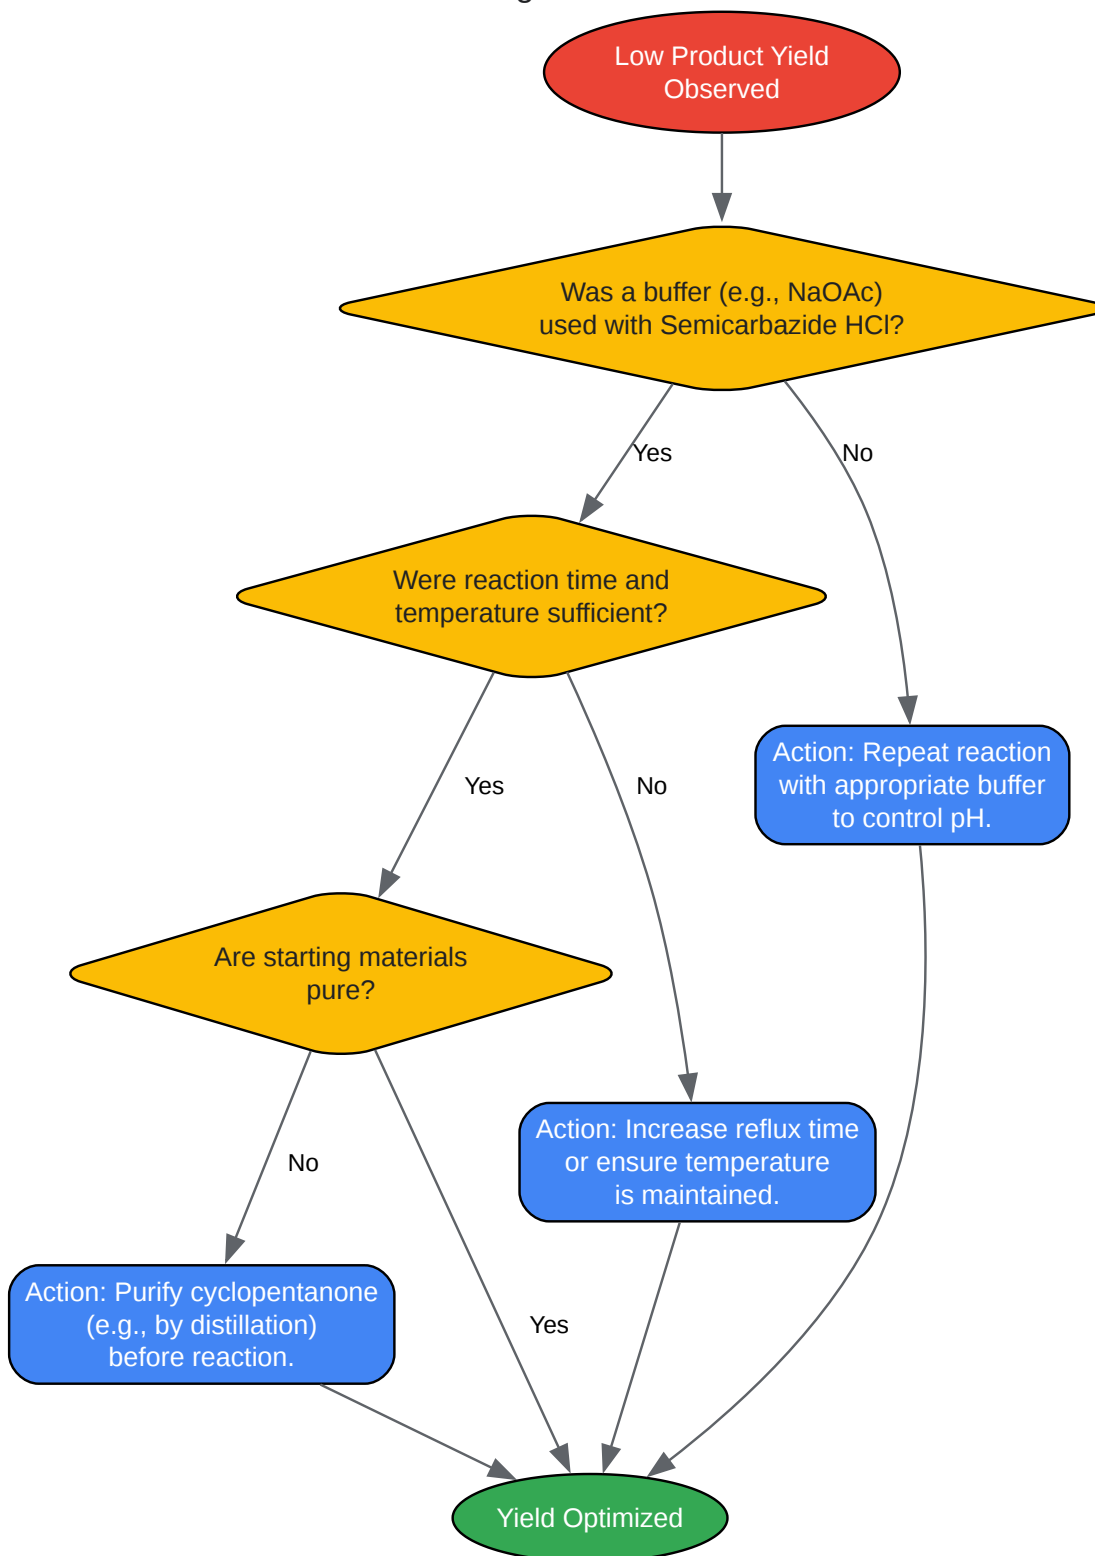 Low Product Yield
Observed
Was a buffer (e.g., NaOAc)
used with Semicarbazide HCl?
Yes
No
Were reaction time and
temperature sufficient?
Action: Repeat reaction
with appropriate buffer
to control pH.
Yes
No
Are starting materials
pure?
Action: Increase reflux time
or ensure temperature
is maintained.
No
Action: Purify cyclopentanone
(e.g., by distillation)
before reaction.
Yes
Yield Optimized